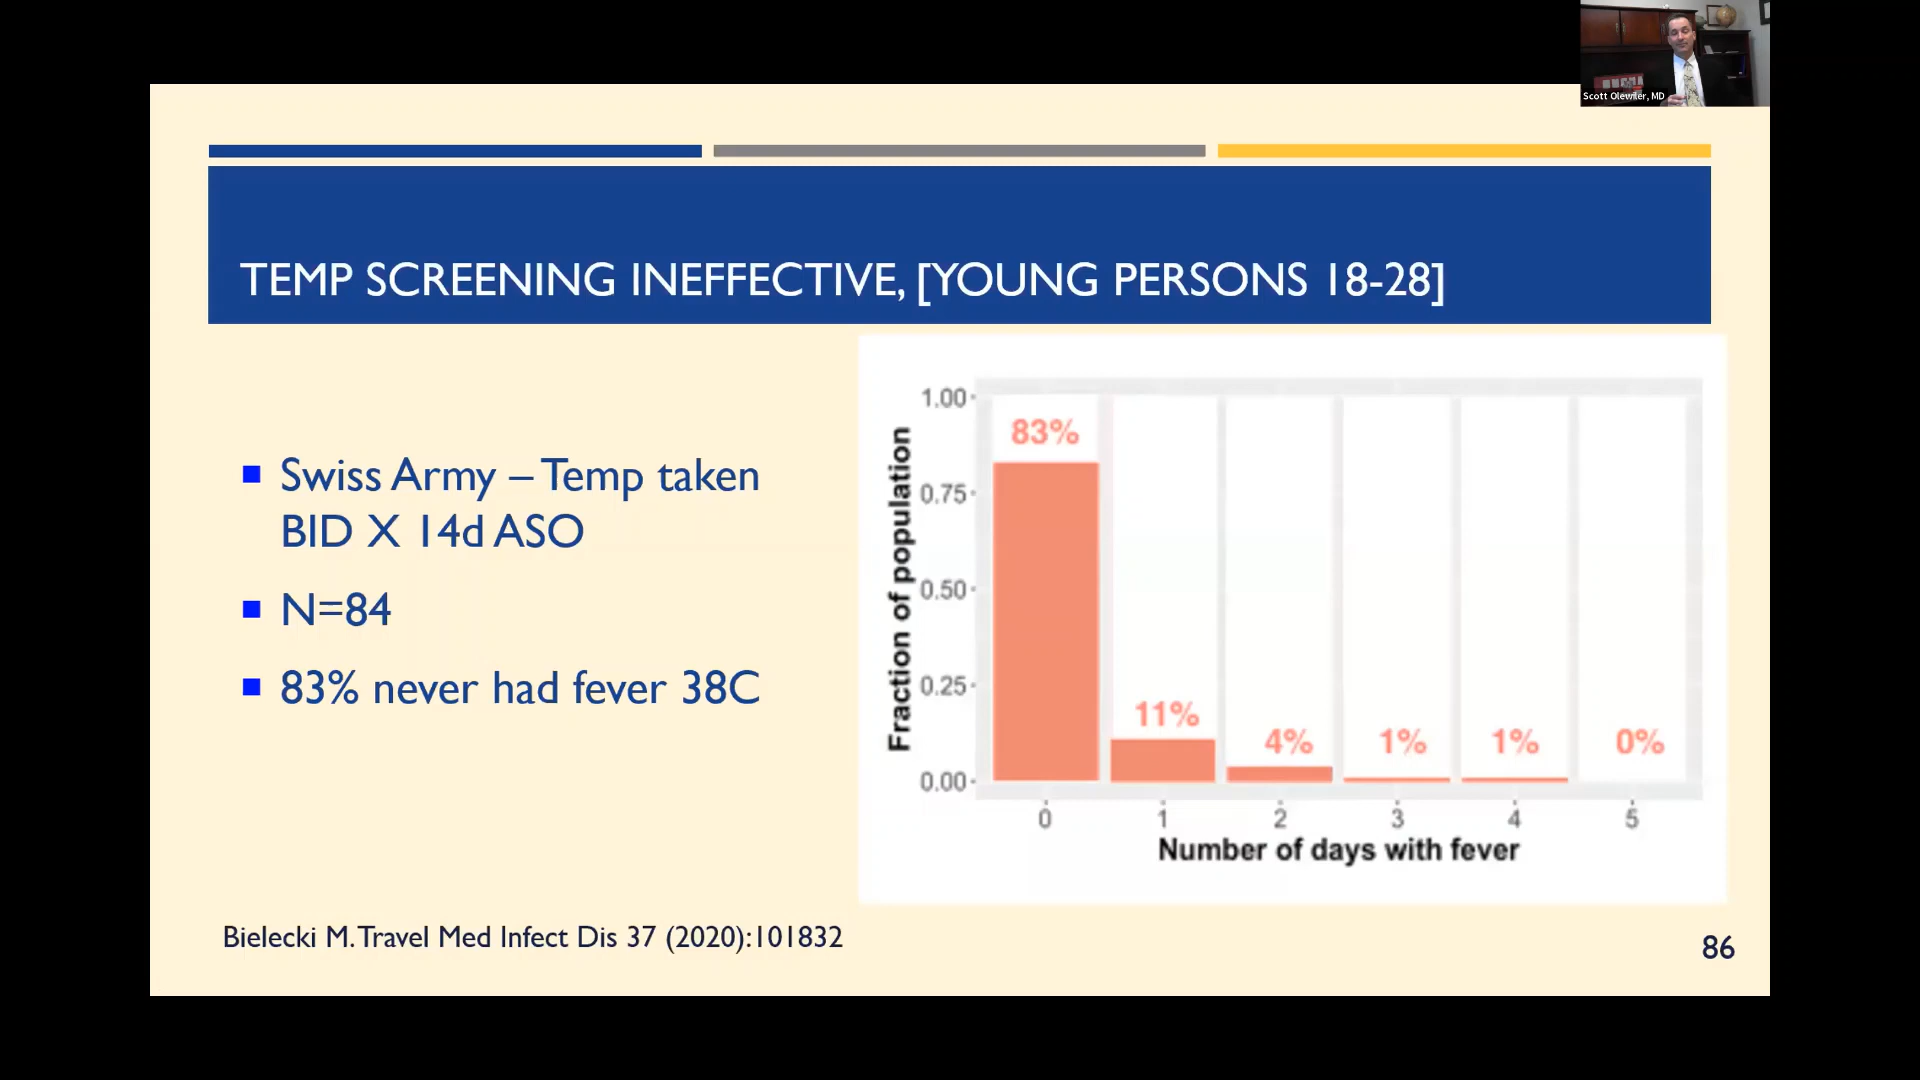 Scott Olewiler, MD
TEMP SCREENING INEFFECTIVE, [YOUNG PERSONS 18-28]
Swiss Army – Temp taken
BID X 14d ASO
N=84
83% never had fever 38C
Fraction of population
1.00
0.75
0.50
0.25
0.00
83%
11%
4%
1%
1%
0%
0
1
2
3
4
5
Number of days with fever
Bielecki M. Travel Med Infect Dis 37 (2020):101832
86